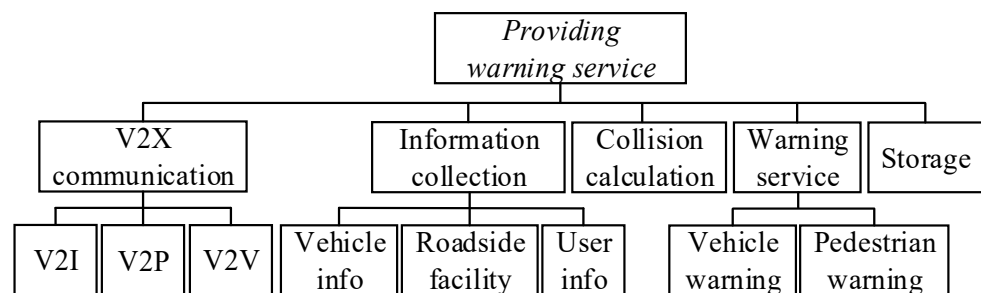 Providing
warning service
V2X
communication
Information
collection
Collision
calculation
Warning
service
Storage
V2I
V2P
V2V
Vehicle
info
Roadside
facility
User
info
Vehicle
warning
Pedestrian
warning